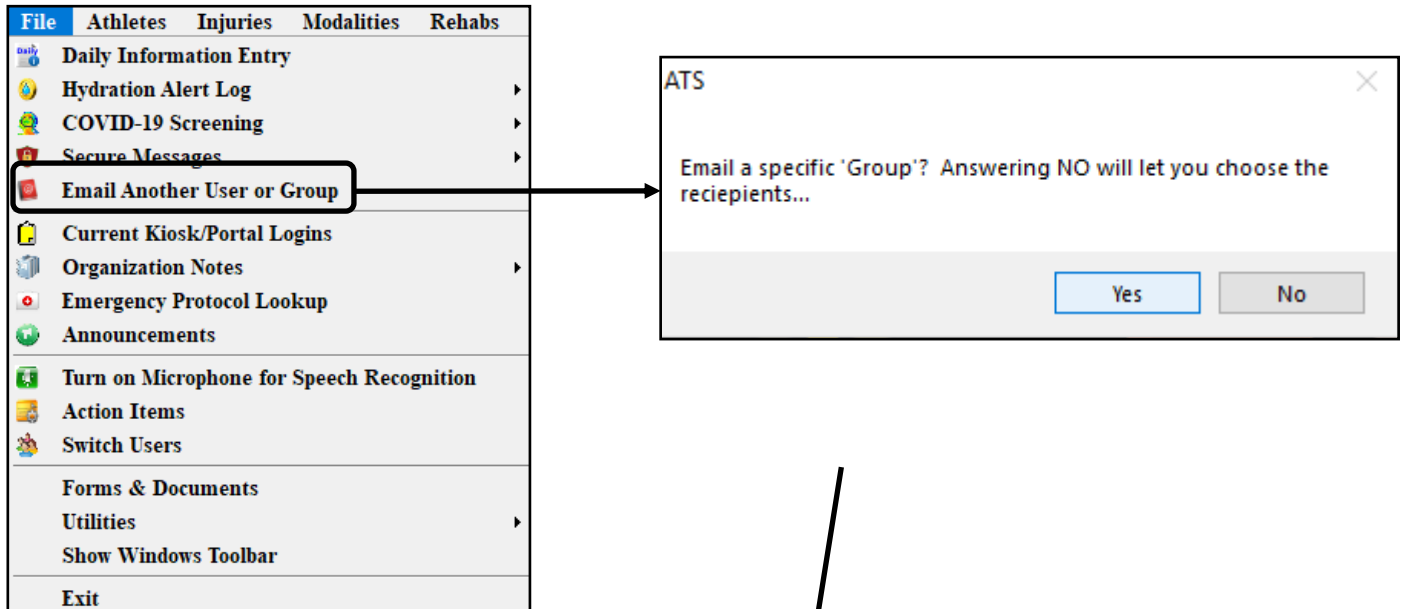 File Athletes Injuries Modalities Rehabs
Daily Information Entry
Hydration Alert Log
COVID-19 Screening
Secure Messages
Email Another User or Group
Current Kiosk/Portal Logins
Organization Notes
Emergency Protocol Lookup
Announcements
Turn on Microphone for Speech Recognition
Action Items
Switch Users
Forms & Documents
Utilities
Show Windows Toolbar
Exit
ATS
Email a specific 'Group'? Answering NO will let you choose the
reciepients...
Yes No